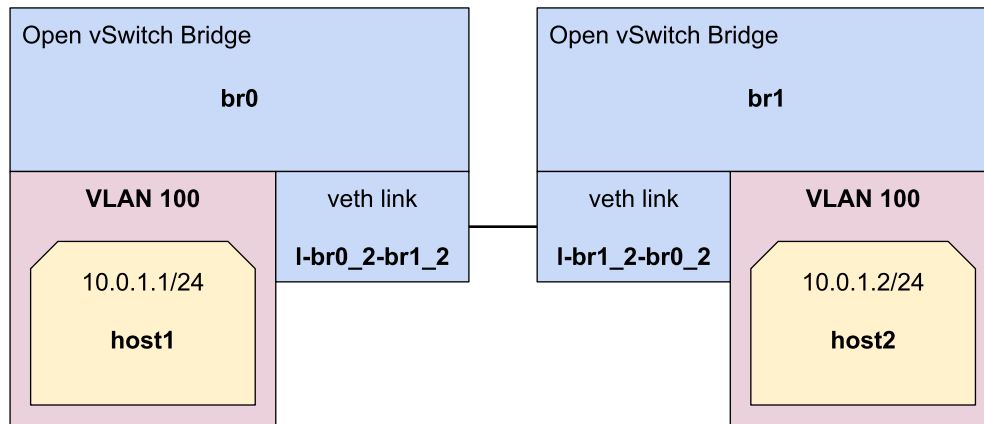 Open vSwitch Bridge
br0
VLAN 100
10.0.1.1/24
host1
veth link
l-br0_2-br1_2
Open vSwitch Bridge
br1
veth link
l-br1_2-br0_2
VLAN 100
10.0.1.2/24
host2